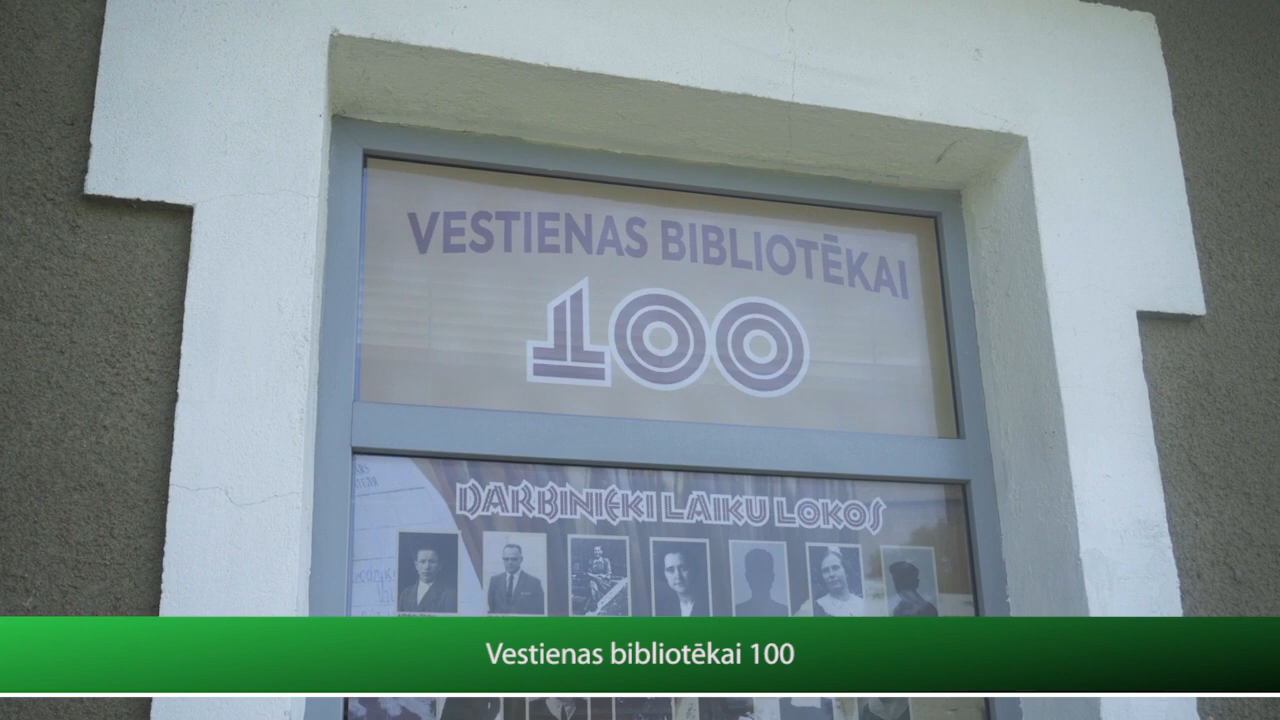 VESTIENAS BIBLIOTĒKAI
100
DARBINIEKI LAIKU LOKOS
Vestienas bibliotēkai 100